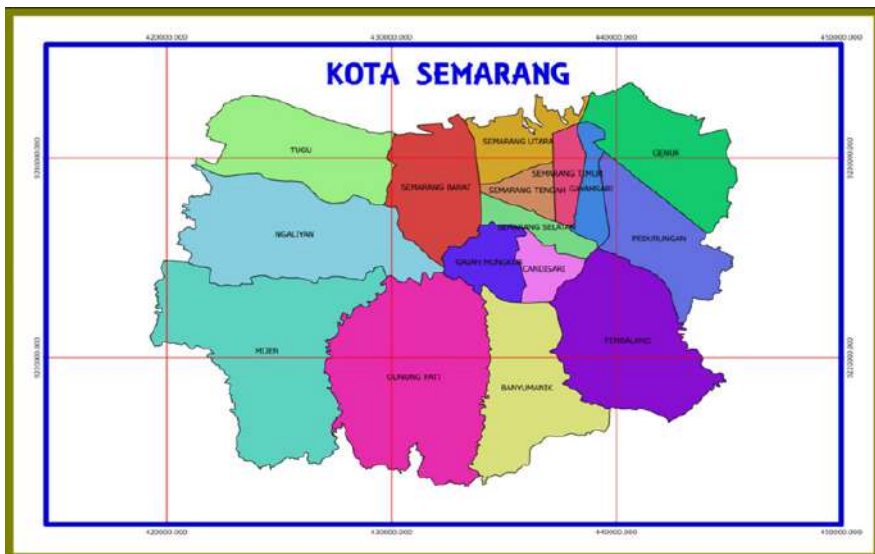 420000.000 430000.000 440000.000 450000.000
KOTA SEMARANG
TUGU
SEMARANG UTARA
GENUK
SEMARANG TIMUR
SEMARANG BARAT
SEMARANG TENGAH
GAYAMSARI
SEMARANG SELATAN
NGALIYAN
PEDURUNGAN
GAJAH MUNGKUR
CANDISARI
MIJEN
TEMBALANG
GUNUNG PATI
BANYUMANIK
420000.000 430000.000 440000.000 450000.000